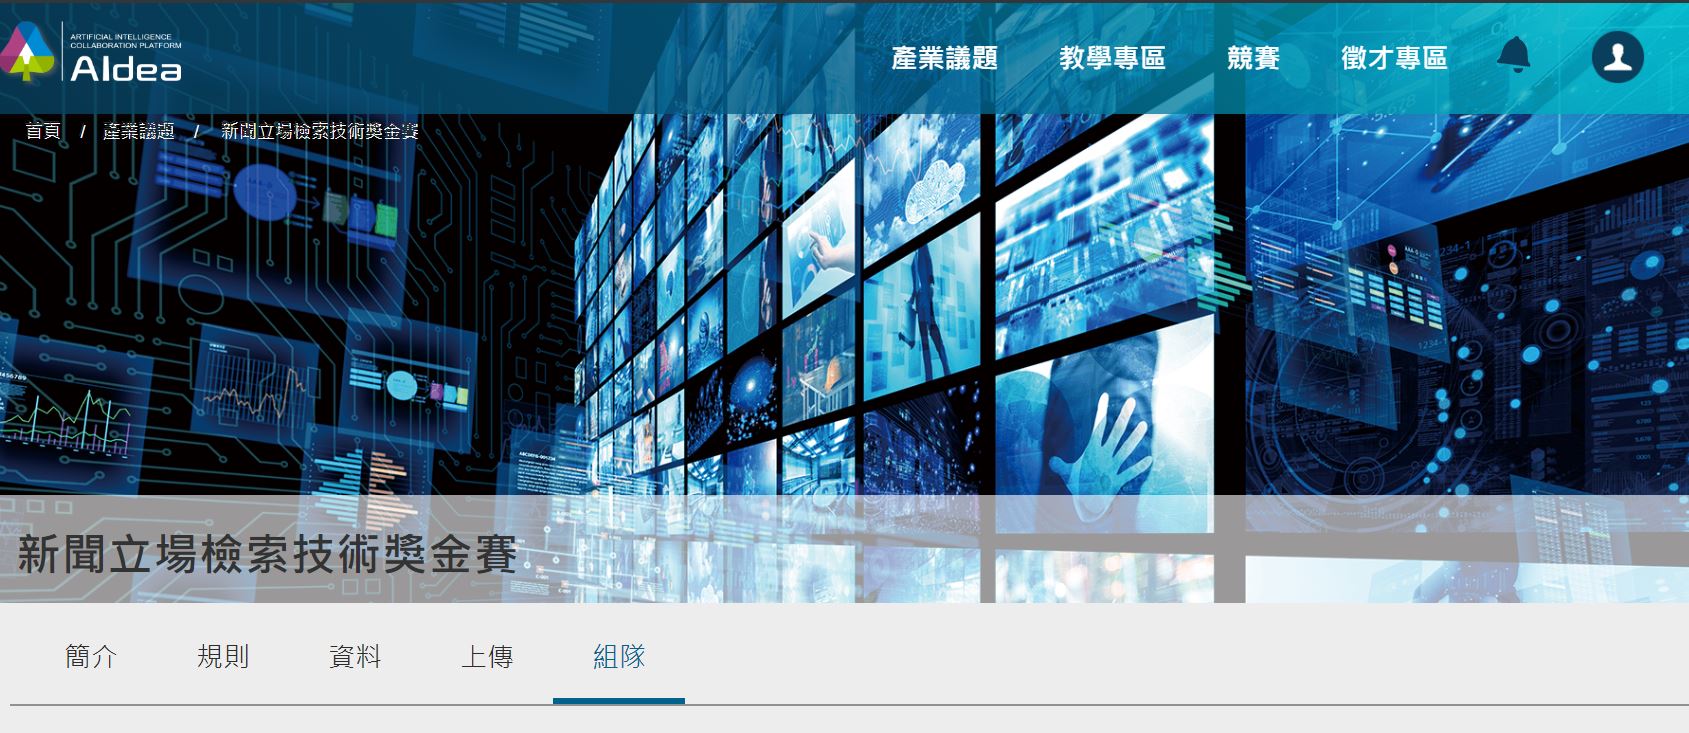 ARTIFICIAL INTELLIGENCE
COLLABORATION PLATFORM
AIdea
產業議題 教學專區 競賽 徵才專區
首頁 / 產業議題 / 新聞立場檢索技術獎金賽
新聞立場檢索技術獎金賽
簡介 規則 資料 上傳 組隊